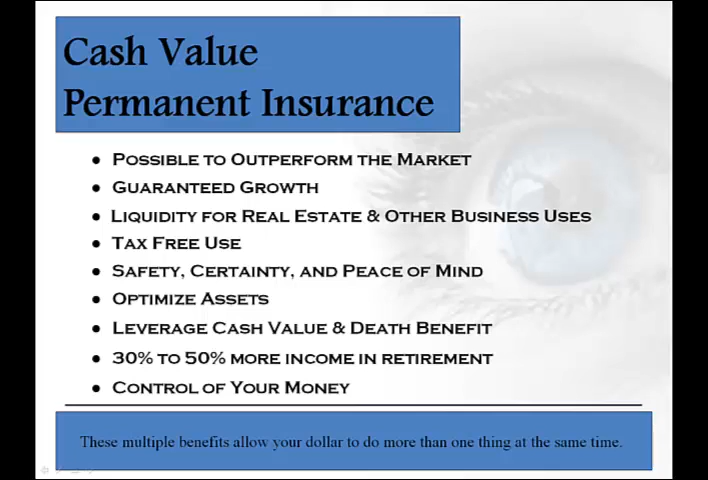 Cash Value
Permanent Insurance
• Possible to Outperform the Market
• Guaranteed Growth
• Liquidity for Real Estate & Other Business Uses
• Tax Free Use
• Safety, Certainty, and Peace of Mind
• Optimize Assets
• Leverage Cash Value & Death Benefit
• 30% to 50% more income in retirement
• Control of Your Money
These multiple benefits allow your dollar to do more than one thing at the same time.